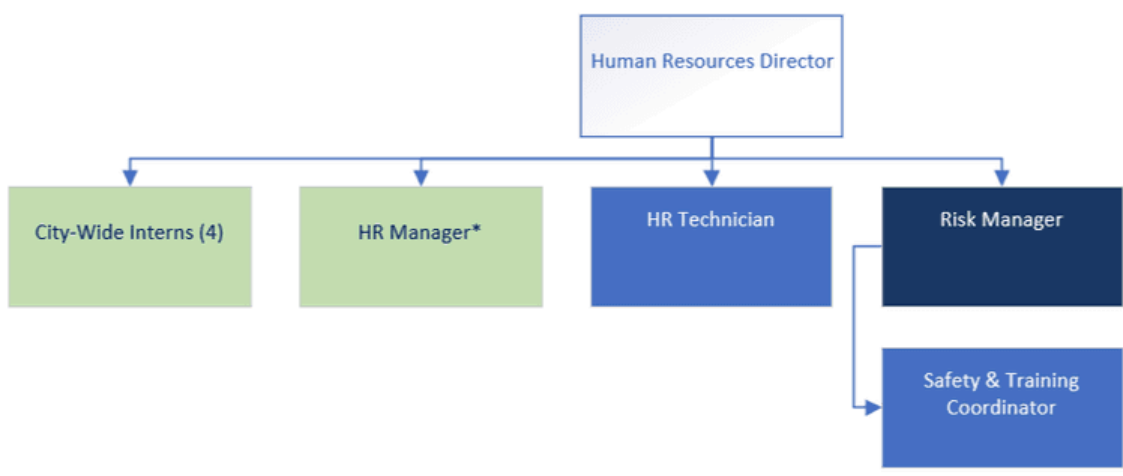 Human Resources Director
City-Wide Interns (4)
HR Manager*
HR Technician
Risk Manager
Safety & Training
Coordinator